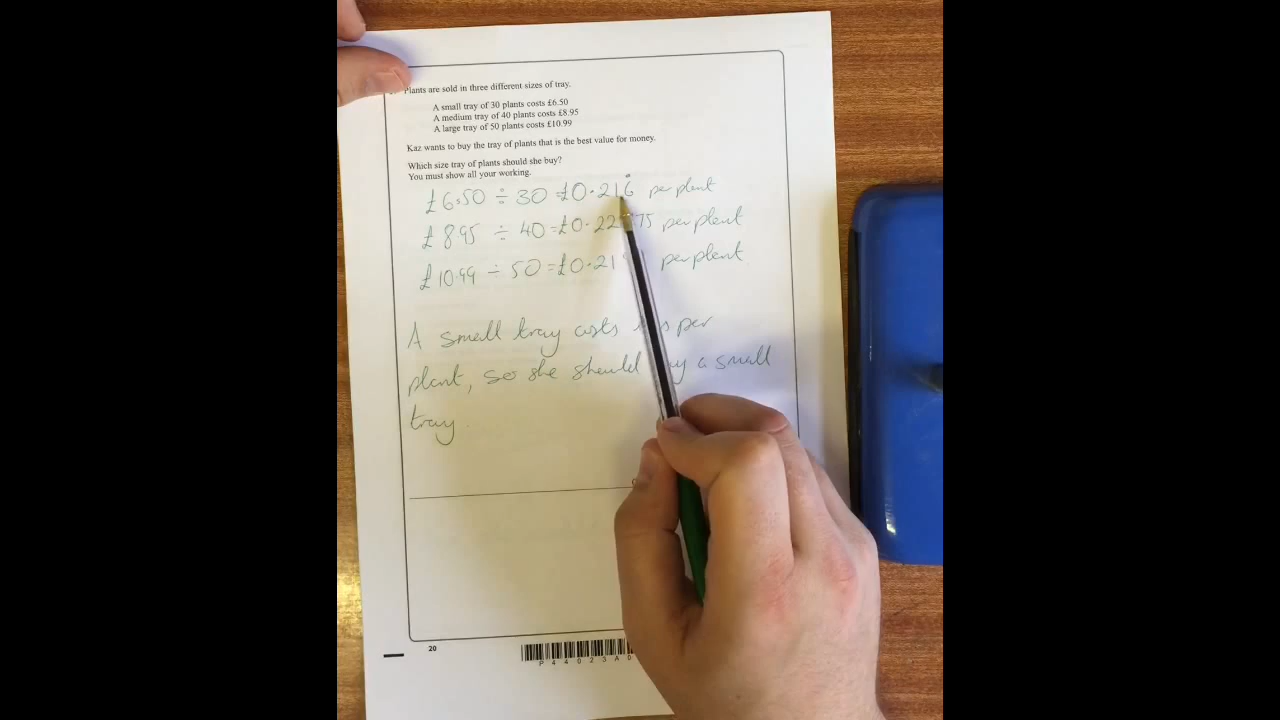 Plants are sold in three different sizes of tray.
A small tray of 30 plants costs £6.50
A medium tray of 40 plants costs £8.95
A large tray of 50 plants costs £10.99
Kaz wants to buy the tray of plants that is the best value for money.
Which size tray of plants should she buy?
You must show all your working.
£6.50 ÷ 30 = £0.216̇ per plant
£8.95 ÷ 40 = £0.22 75 per plant
£10.99 ÷ 50 = £0.21 per plant
A small tray costs per
plant, so she should a small
tray.
20
P44023A0